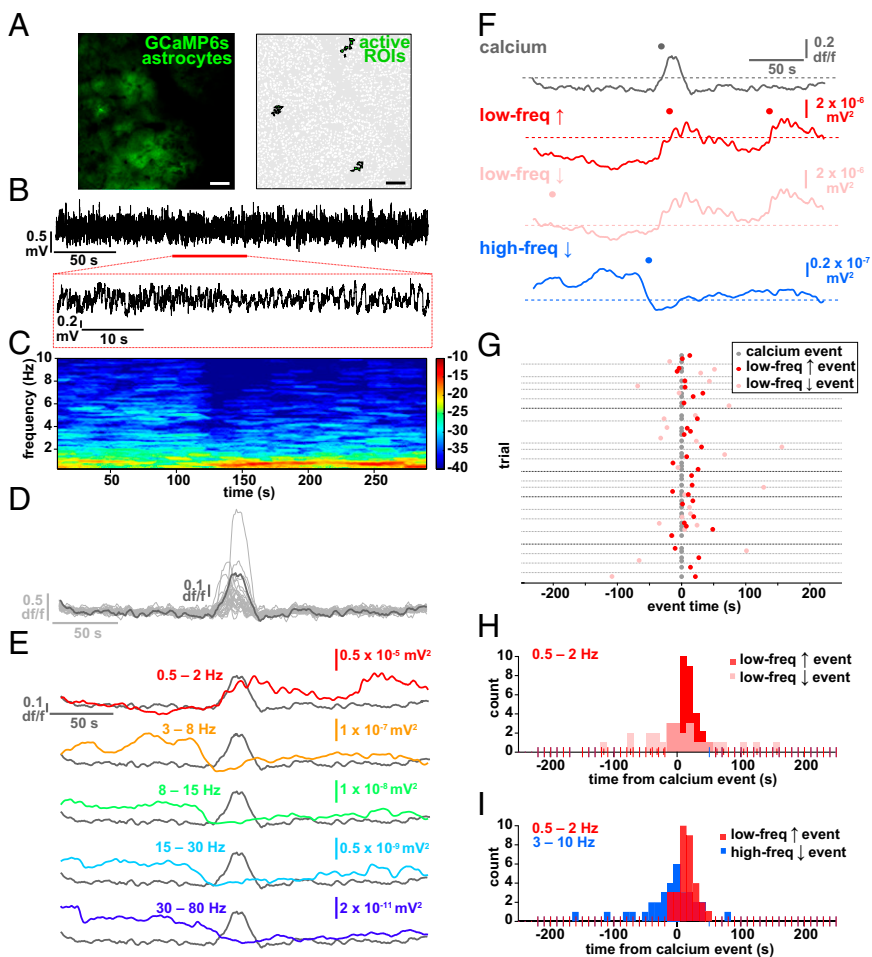 A
GCaMP6s
astrocytes
active
ROIs
B
0.5
mV
50 s
0.2
mV
10 s
C
frequency (Hz)
10
8
6
4
2
50
100
150
200
250
time (s)
-10
-15
-20
-25
-30
-35
-40
D
0.5
df/f
50 s
0.1
df/f
E
0.1
df/f
50 s
0.5 – 2 Hz
0.5 x 10⁻⁵ mV²
3 – 8 Hz
1 x 10⁻⁷ mV²
8 – 15 Hz
1 x 10⁻⁸ mV²
15 – 30 Hz
0.5 x 10⁻⁹ mV²
30 – 80 Hz
2 x 10⁻¹¹ mV²
F
calcium
0.2
df/f
50 s
low-freq ↑
2 x 10⁻⁶
mV²
low-freq ↓
2 x 10⁻⁶
mV²
high-freq ↓
0.2 x 10⁻⁷
mV²
G
calcium event
low-freq ↑ event
low-freq ↓ event
trial
-200
-100
0
100
200
event time (s)
H
0.5 – 2 Hz
low-freq ↑ event
low-freq ↓ event
count
10
8
6
4
2
0
-200
-100
0
100
200
time from calcium event (s)
I
0.5 – 2 Hz
3 – 10 Hz
low-freq ↑ event
high-freq ↓ event
count
10
8
6
4
2
0
-200
-100
0
100
200
time from calcium event (s)